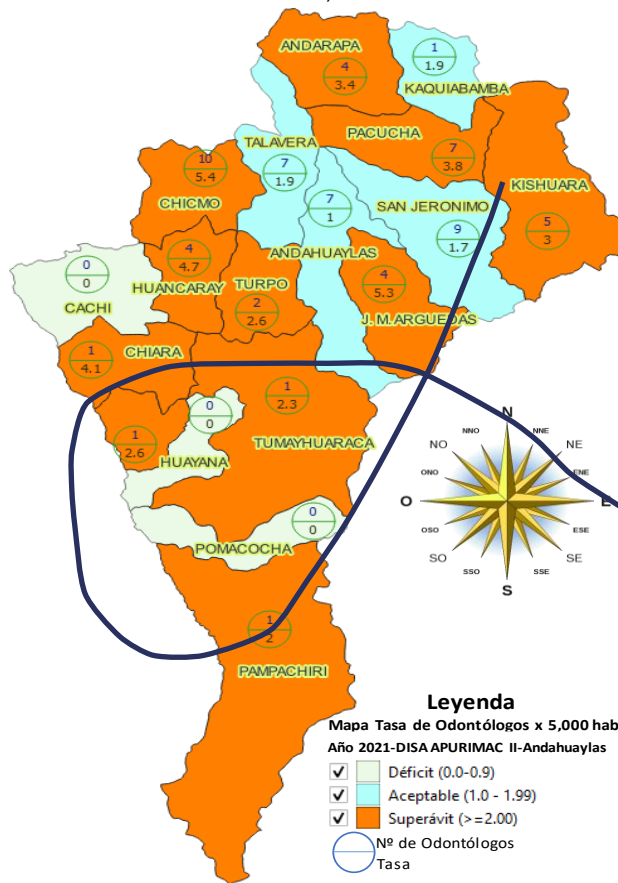 ANDARAPA
4
3.4
1
1.9
KAQUIABAMBA
PACUCHA
7
3.8
TALAVERA
7
1.9
10
5.4
CHICMO
KISHUARA
5
3
SAN JERONIMO
9
1.7
7
1
ANDAHUAYLAS
0
0
CACHI
4
4.7
HUANCARAY
TURPO
2
2.6
4
5.3
J. M.ARGUEDAS
CHIARA
1
4.1
1
2.3
TUMAYHUARACA
0
0
HUAYANA
1
2.6
0
0
POMACOCHA
1
2
PAMPACHIRI
N
NNO
NNE
NO
NE
ONO
ENE
O
E
OSO
ESE
SO
SE
SSO
SSE
S
Leyenda
Mapa Tasa de Odontólogos x 5,000 hab
Año 2021-DISA APURIMAC II-Andahuaylas
Déficit (0.0-0.9)
Aceptable (1.0 - 1.99)
Superávit (>=2.00)
Nº de Odontólogos
Tasa